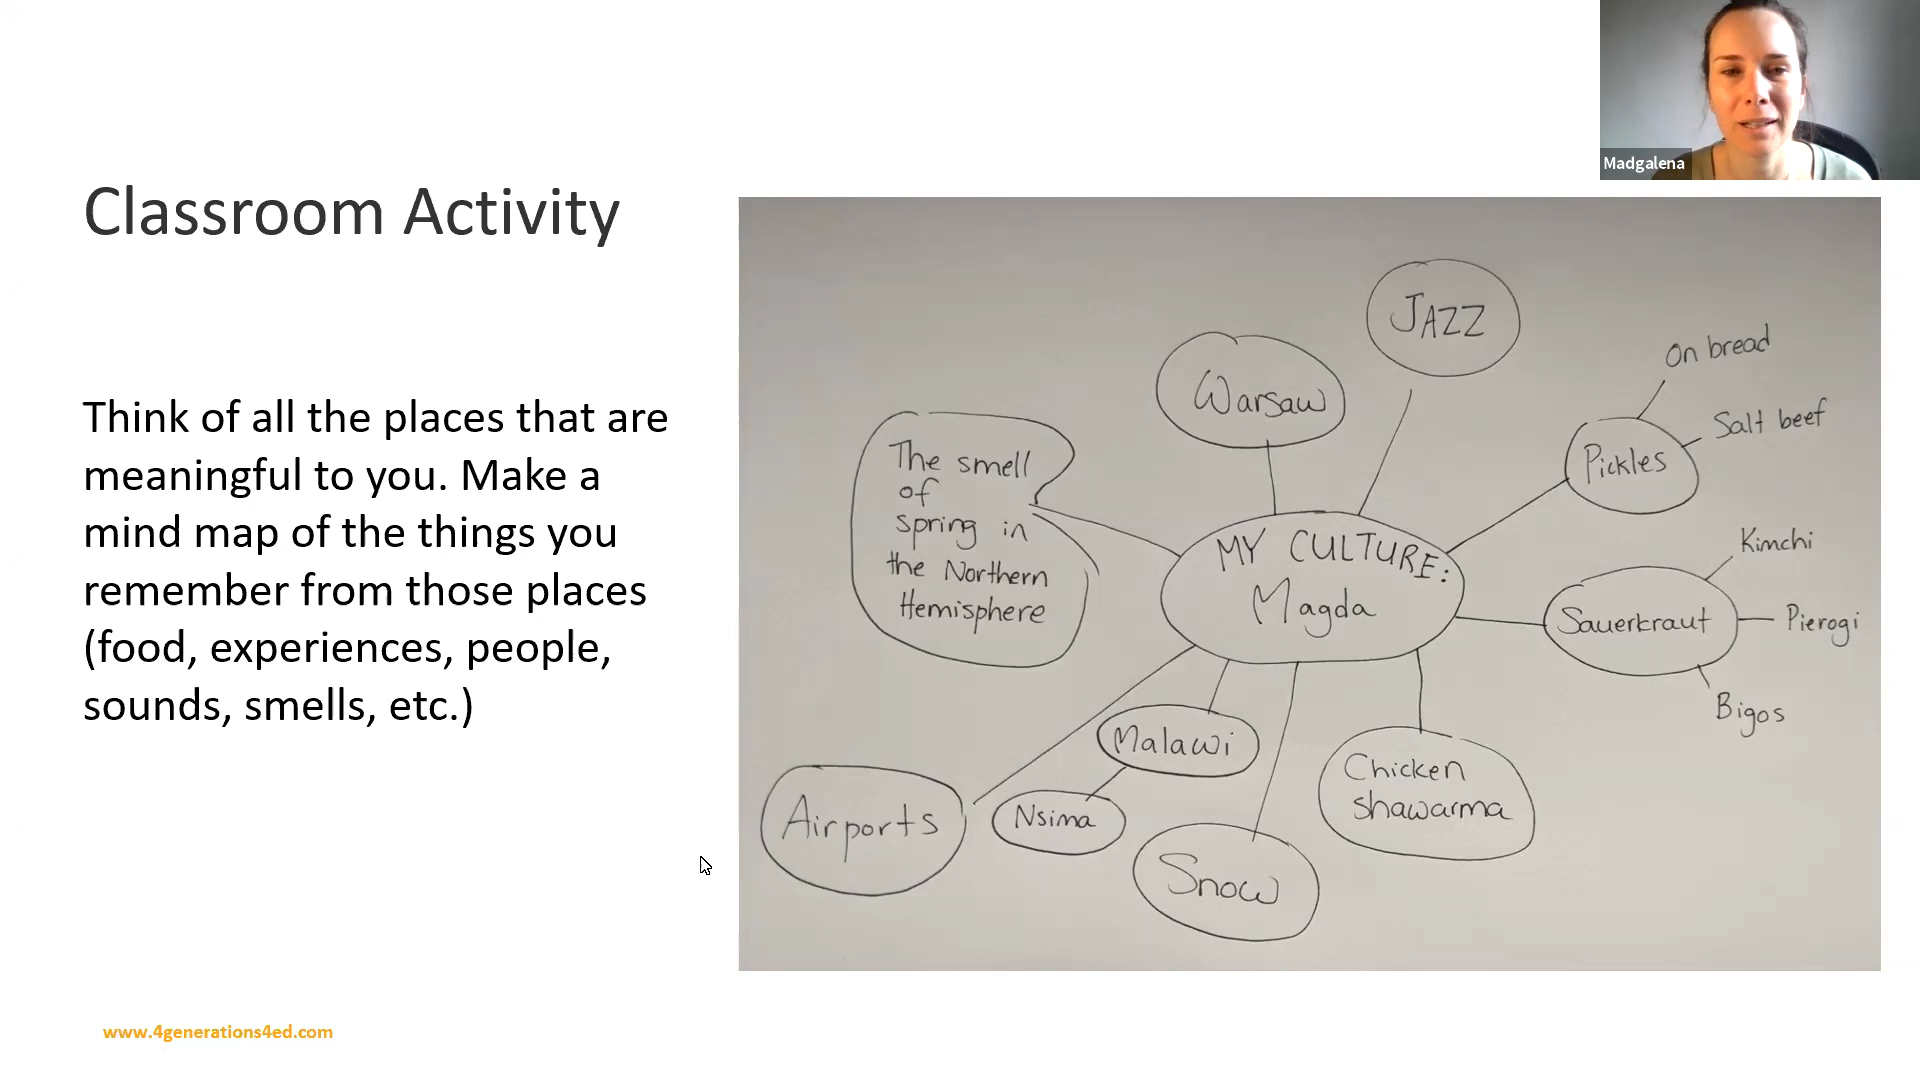 Madgalena
Classroom Activity
Think of all the places that are
meaningful to you. Make a
mind map of the things you
remember from those places
(food, experiences, people,
sounds, smells, etc.)
JAZZ
Warsaw
On bread
Salt beef
Pickles
The smell
of
spring in
the Northern
Hemisphere
MY CULTURE:
Magda
Kimchi
Sauerkraut
Pierogi
Bigos
Malawi
Nsima
Airports
Chicken
shawarma
Snow
www.4generations4ed.com